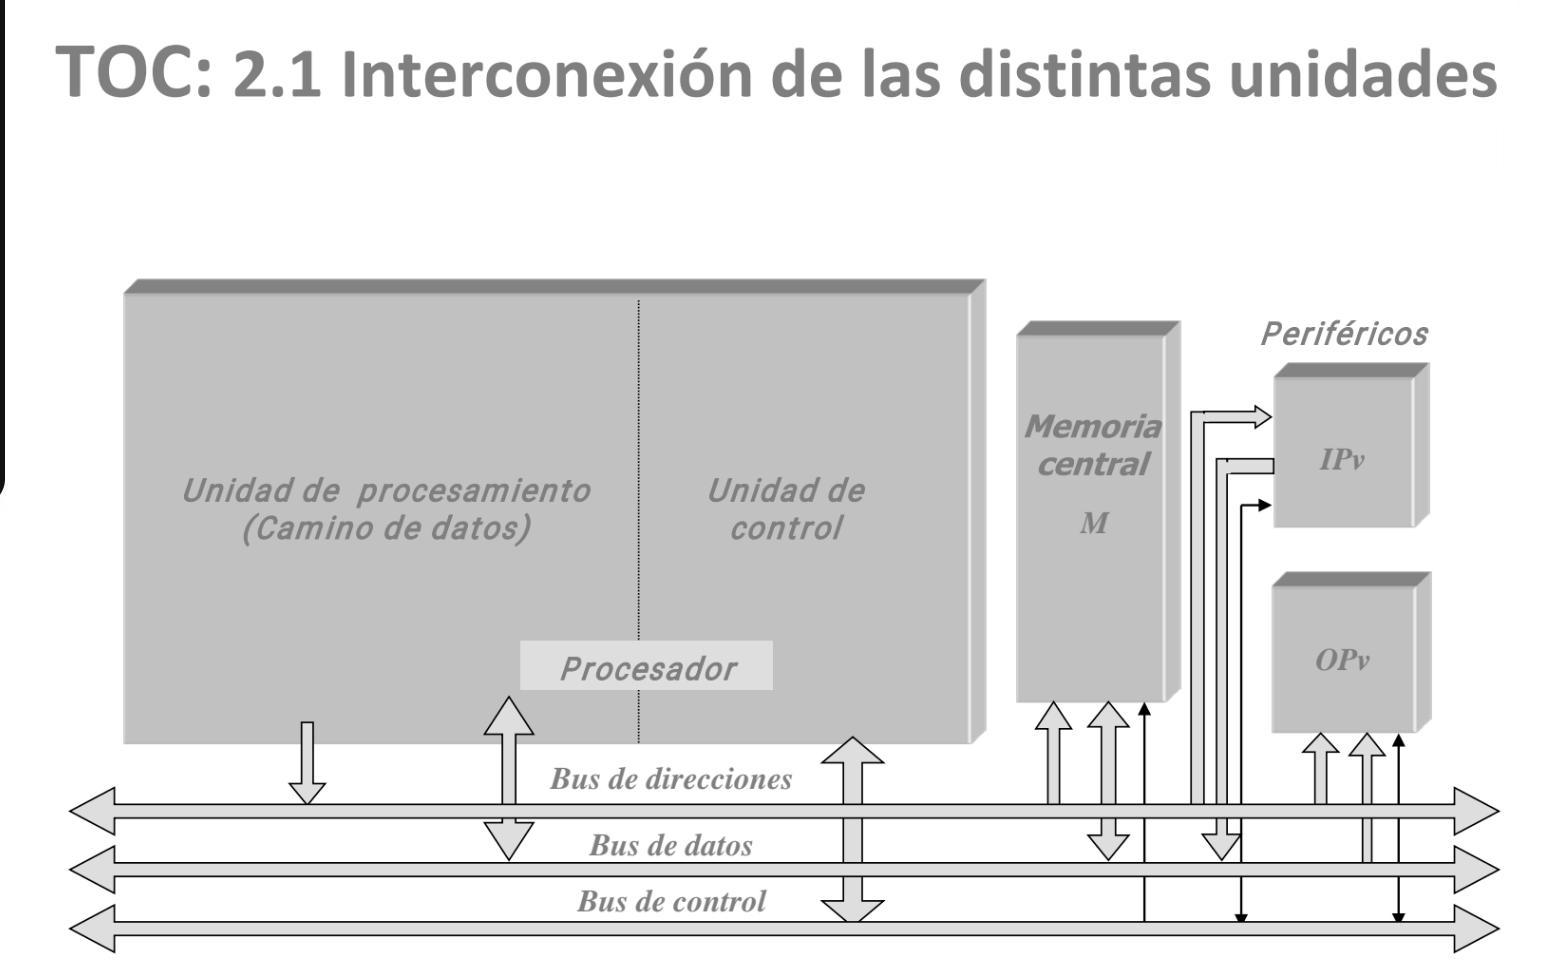 TOC: 2.1 Interconexión de las distintas unidades
Periféricos
Memoria
central
M
IPv
Unidad de procesamiento
(Camino de datos)
Unidad de
control
OPv
Procesador
Bus de direcciones
Bus de datos
Bus de control